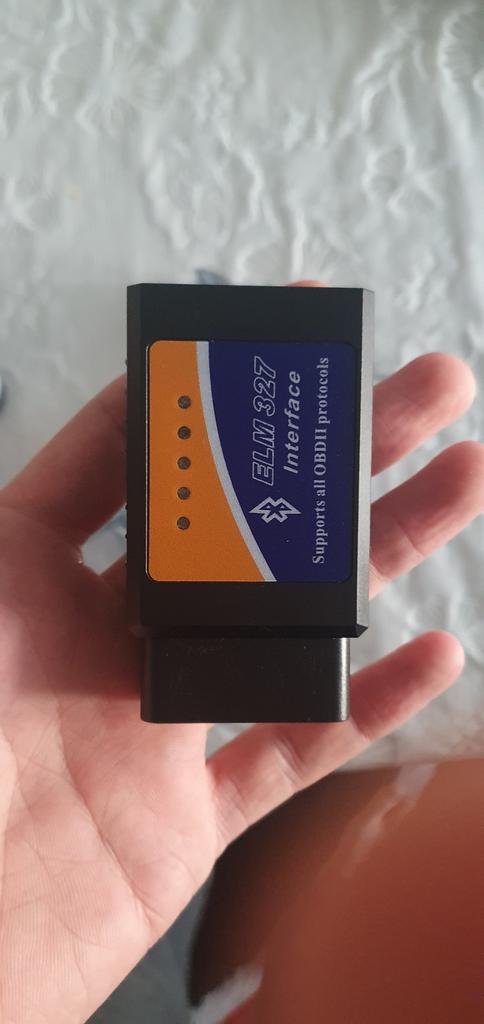 ELM 327
Interface
Supports all OBDII protocols